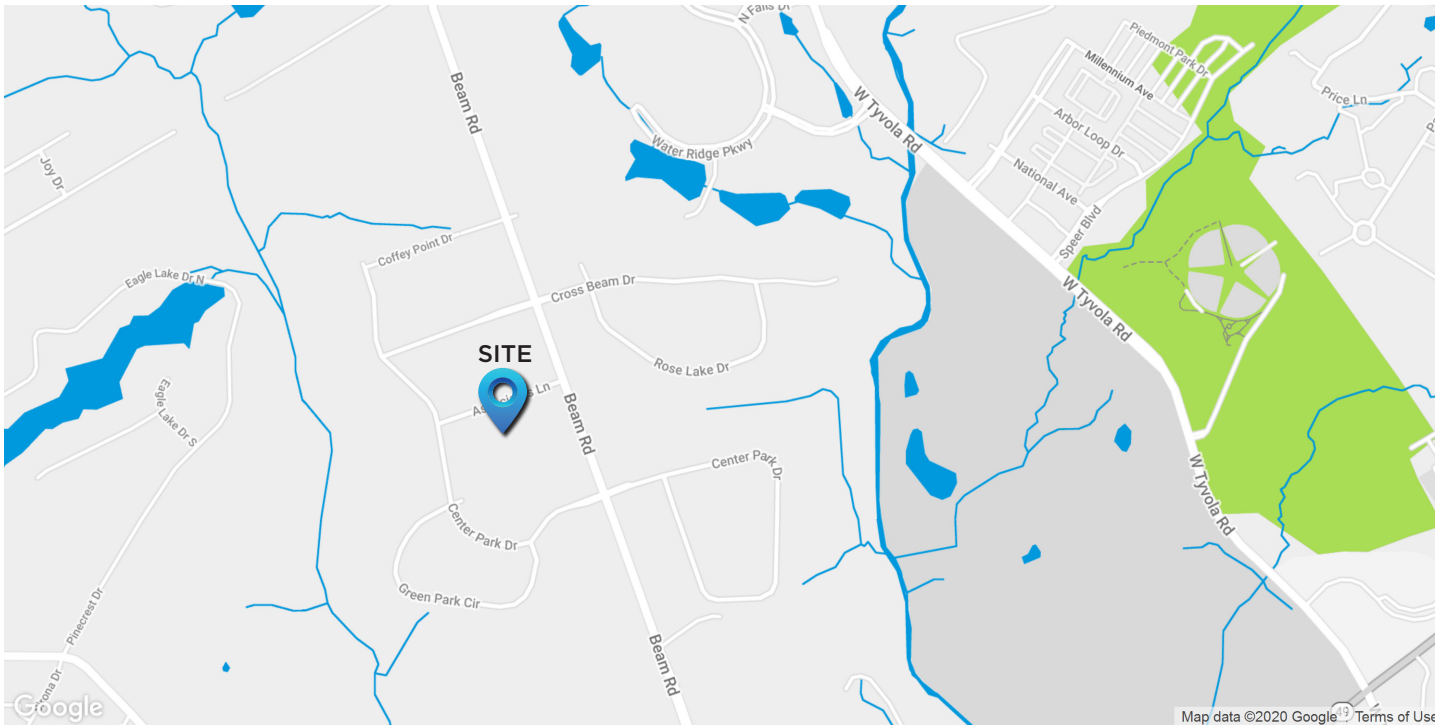 N Falls Dr
Piedmont Park Dr
Millennium Ave
Price Ln
Beam Rd
W Tyvola Rd
Arbor Loop Dr
Water Ridge Pkwy
National Ave
Joy Dr
Speer Blvd
Coffey Point Dr
Eagle Lake Dr N
Cross Beam Dr
W Tyvola Rd
SITE
Rose Lake Dr
Eagle Lake Dr S
Beam Rd
Center Park Dr
W Tyvola Rd
Center Park Dr
Green Park Cir
Pinecrest Dr
Beam Rd
Google
49
Map data ©2020 Google
Terms of Use